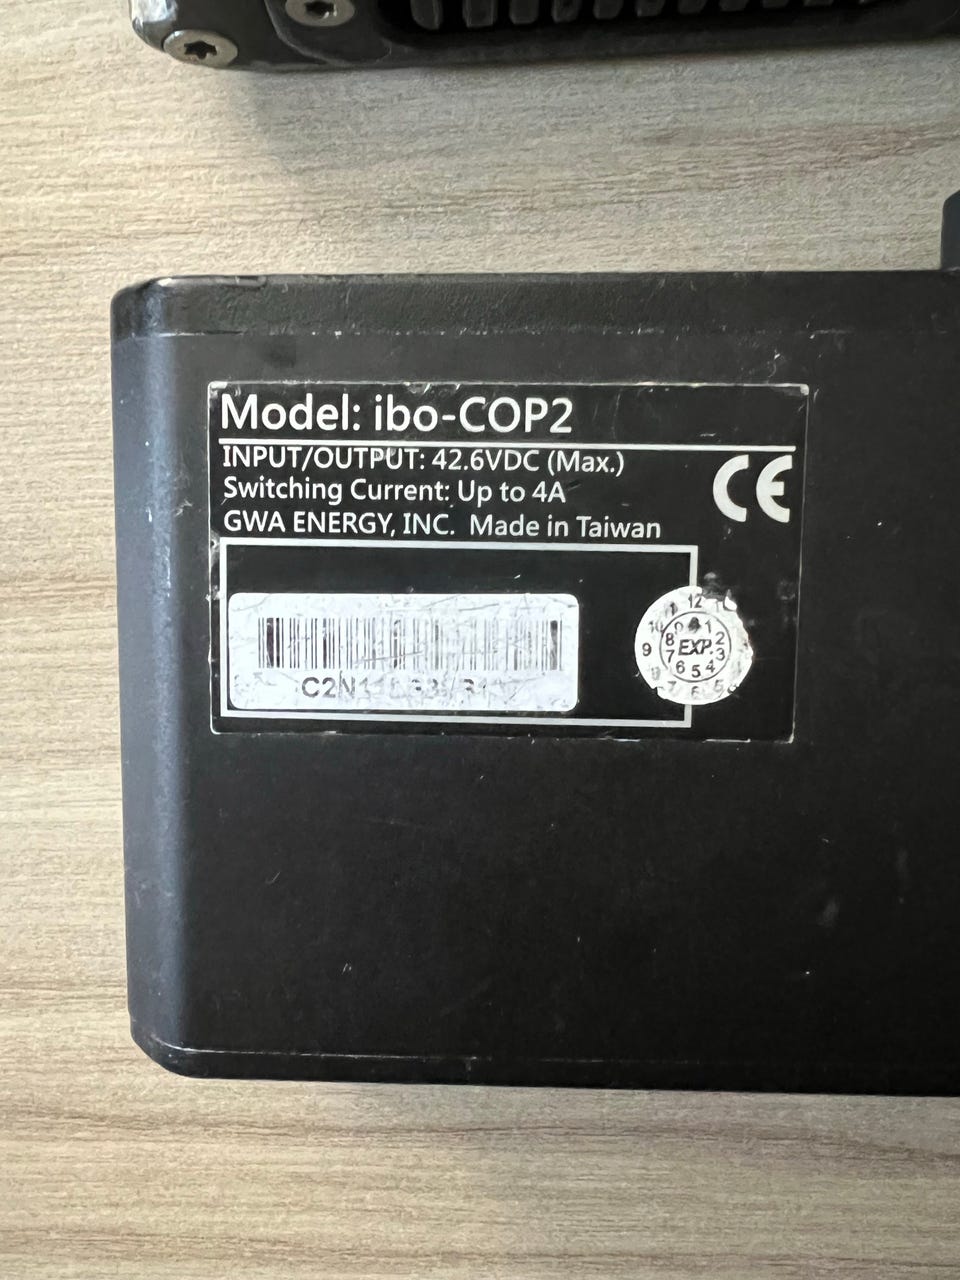 Model: ibo-COP2
INPUT/OUTPUT: 42.6VDC (Max.)
Switching Current: Up to 4A
CE
GWA ENERGY, INC. Made in Taiwan
EXP.